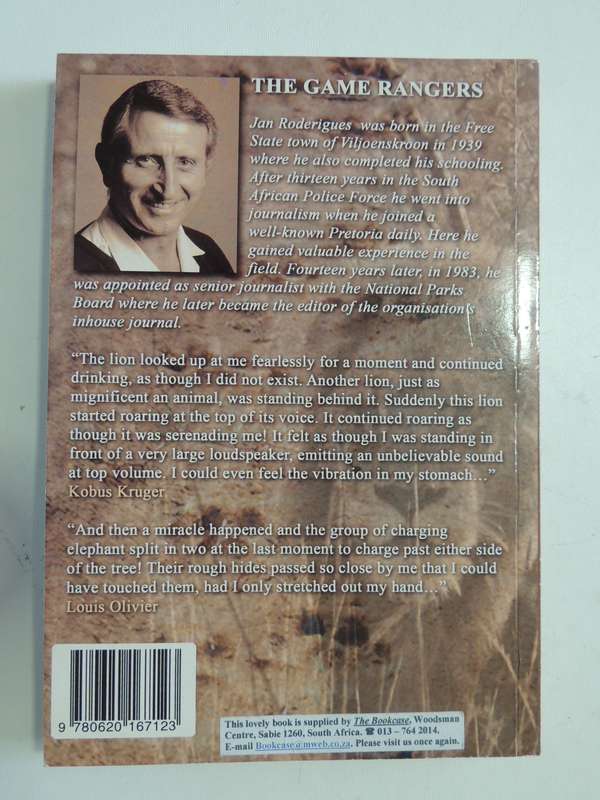 THE GAME RANGERS
Jan Roderigues was born in the Free
State town of Viljoenskroon in 1939
where he also completed his schooling.
After thirteen years in the South
African Police Force he went into
journalism when he joined a
well-known Pretoria daily. Here he
gained valuable experience in the
field. Fourteen years later, in 1983, he
was appointed as senior journalist with the National Parks
Board where he later became the editor of the organisation's
inhouse journal.
“The lion looked up at me fearlessly for a moment and continued
drinking, as though I did not exist. Another lion, just as
mignificent an animal, was standing behind it. Suddenly this lion
started roaring at the top of its voice. It continued roaring as
though it was serenading me! It felt as though I was standing in
front of a very large loudspeaker, emitting an unbelievable sound
at top volume. I could even feel the vibration in my stomach…”
Kobus Kruger
“And then a miracle happened and the group of charging
elephant split in two at the last moment to charge past either side
of the tree! Their rough hides passed so close by me that I could
have touched them, had I only stretched out my hand…”
Louis Olivier
9 780620 167123
This lovely book is supplied by The Bookcase, Woodsman
Centre, Sabie 1260, South Africa. ☎ 013 – 764 2014.
E-mail Bookcase@mweb.co.za. Please visit us once again.